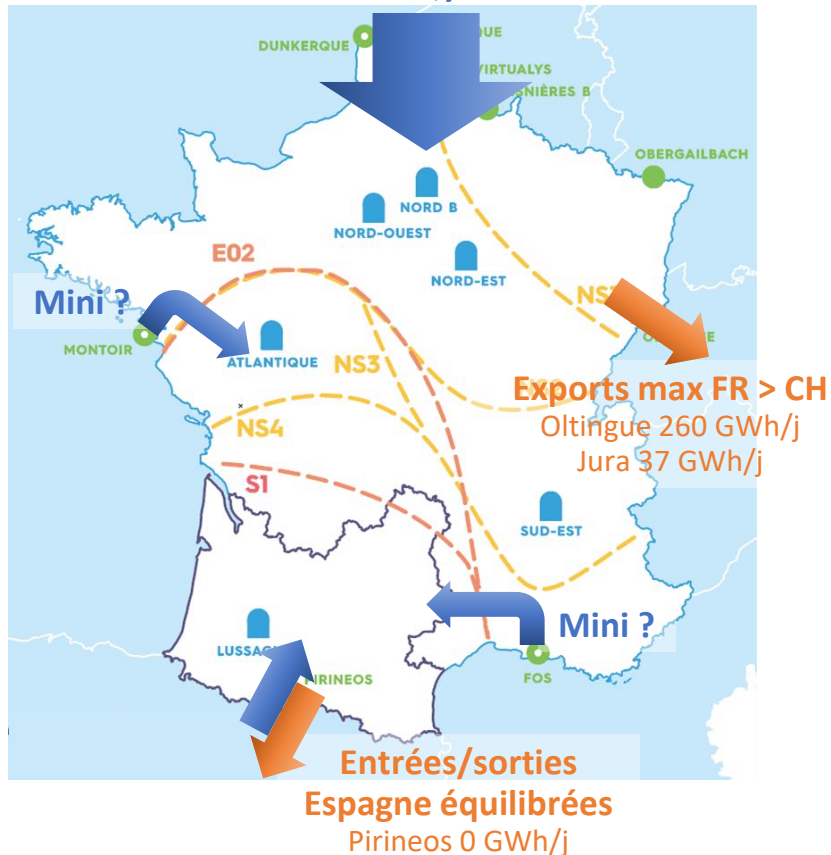 DUNKERQUE
VIRTUALYS
OBERGAILBACH
NORD B
NORD-OUEST
E02
NORD-EST
Mini ?
MONTOIR
ATLANTIQUE
NS3
Exports max FR > CH
Oltingue 260 GWh/j
Jura 37 GWh/j
NS4
S1
SUD-EST
Mini ?
PIRINEOS
FOS
Entrées/sorties
Espagne équilibrées
Pirineos 0 GWh/j